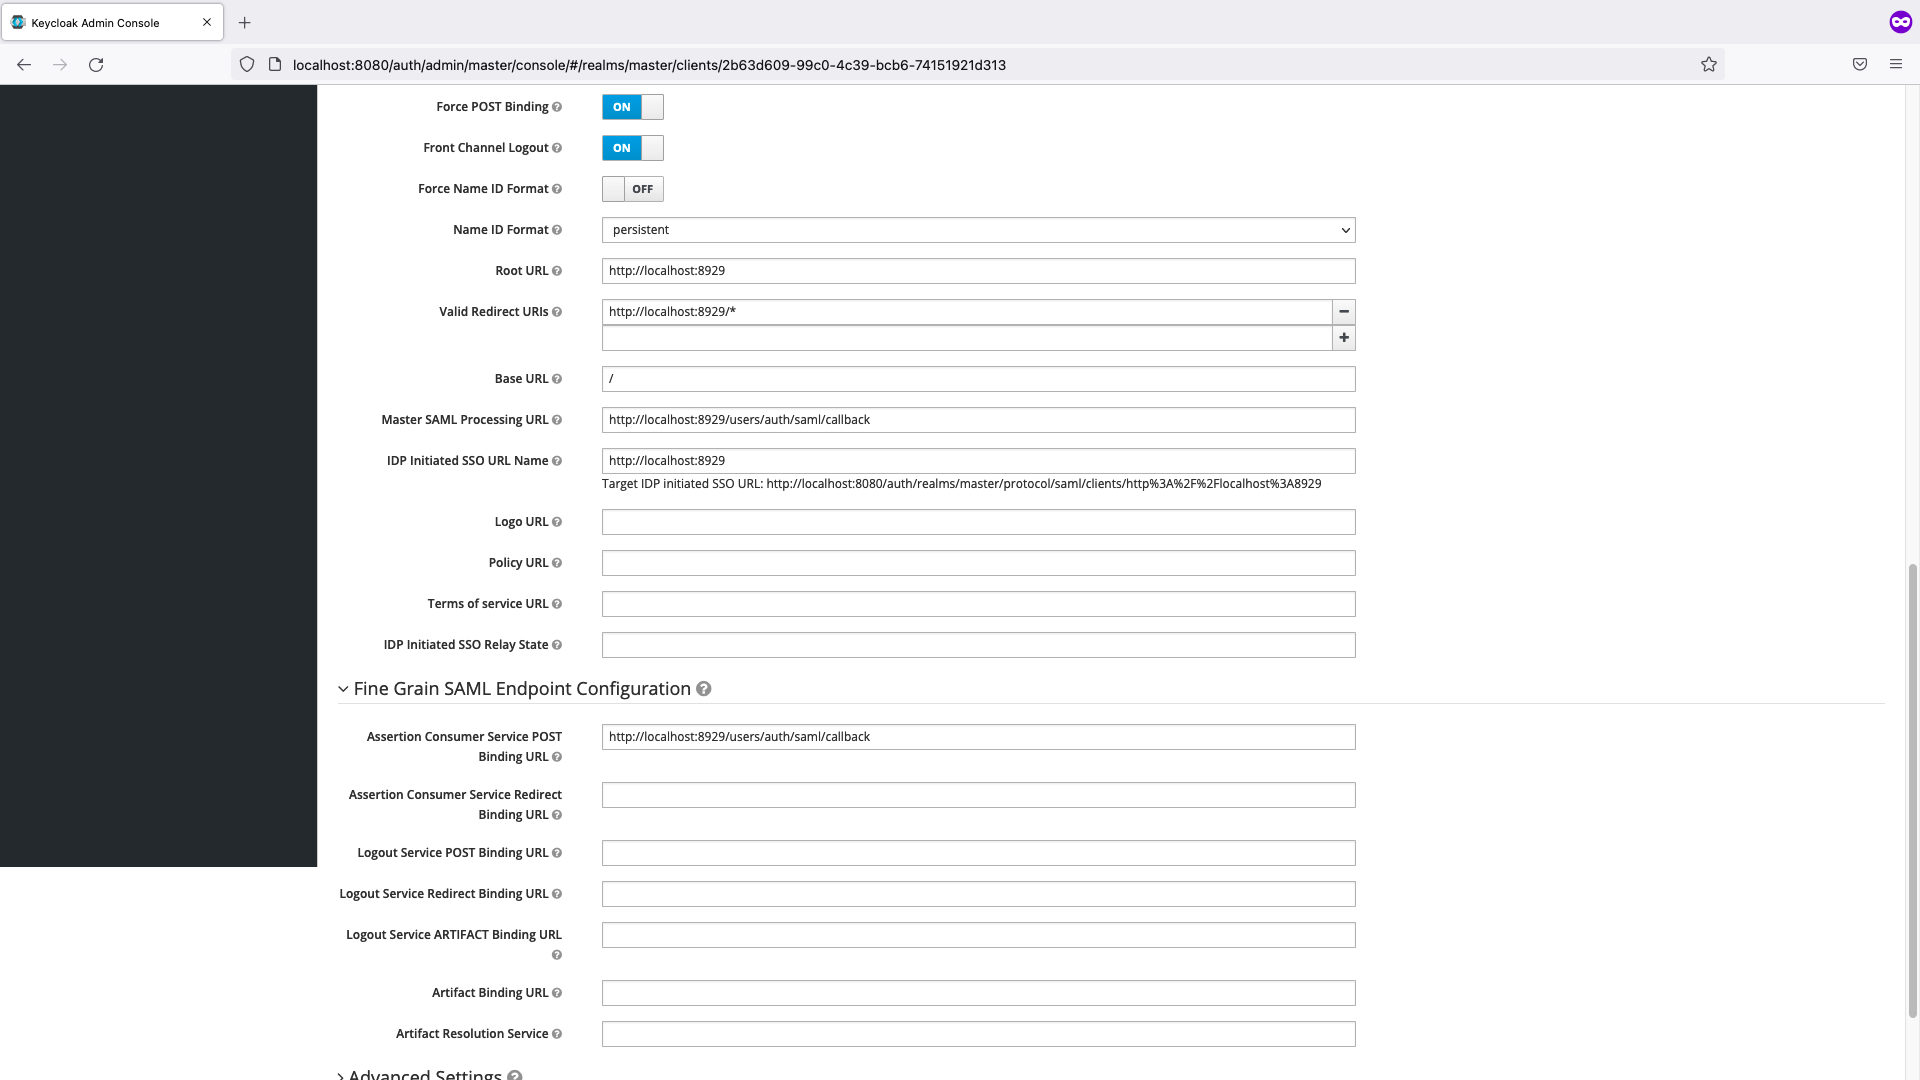 Keycloak Admin Console
localhost:8080/auth/admin/master/console/#/realms/master/clients/2b63d609-99c0-4c39-bcb6-74151921d313
Force POST Binding
ON
Front Channel Logout
ON
Force Name ID Format
OFF
Name ID Format
persistent
Root URL
http://localhost:8929
Valid Redirect URIs
http://localhost:8929/*
Base URL
/
Master SAML Processing URL
http://localhost:8929/users/auth/saml/callback
IDP Initiated SSO URL Name
http://localhost:8929
Target IDP initiated SSO URL: http://localhost:8080/auth/realms/master/protocol/saml/clients/http%3A%2F%2Flocalhost%3A8929
Logo URL
Policy URL
Terms of service URL
IDP Initiated SSO Relay State
Fine Grain SAML Endpoint Configuration
Assertion Consumer Service POST
Binding URL
http://localhost:8929/users/auth/saml/callback
Assertion Consumer Service Redirect
Binding URL
Logout Service POST Binding URL
Logout Service Redirect Binding URL
Logout Service ARTIFACT Binding URL
Artifact Binding URL
Artifact Resolution Service
Advanced Settings